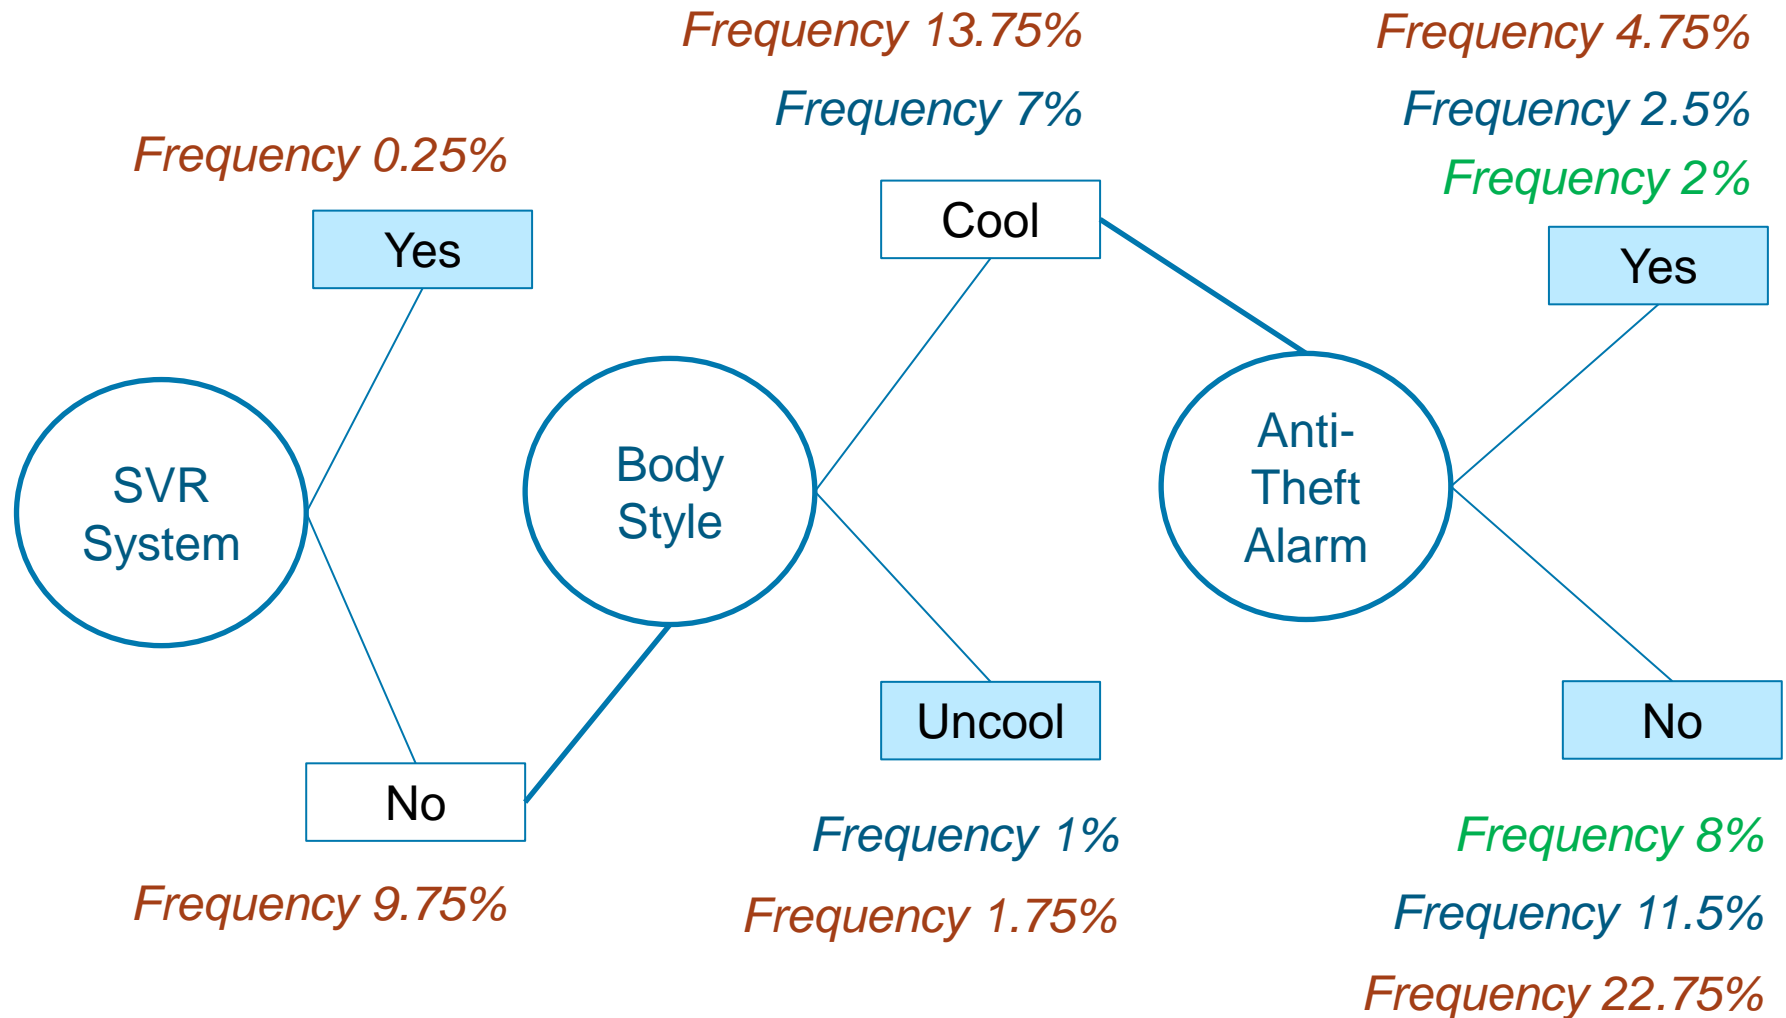 Frequency 13.75%
Frequency 4.75%
Frequency 7%
Frequency 2.5%
Frequency 0.25%
Frequency 2%
Yes
Cool
Yes
SVR
System
Body
Style
Anti-
Theft
Alarm
No
Uncool
No
Frequency 9.75%
Frequency 1%
Frequency 1.75%
Frequency 8%
Frequency 11.5%
Frequency 22.75%